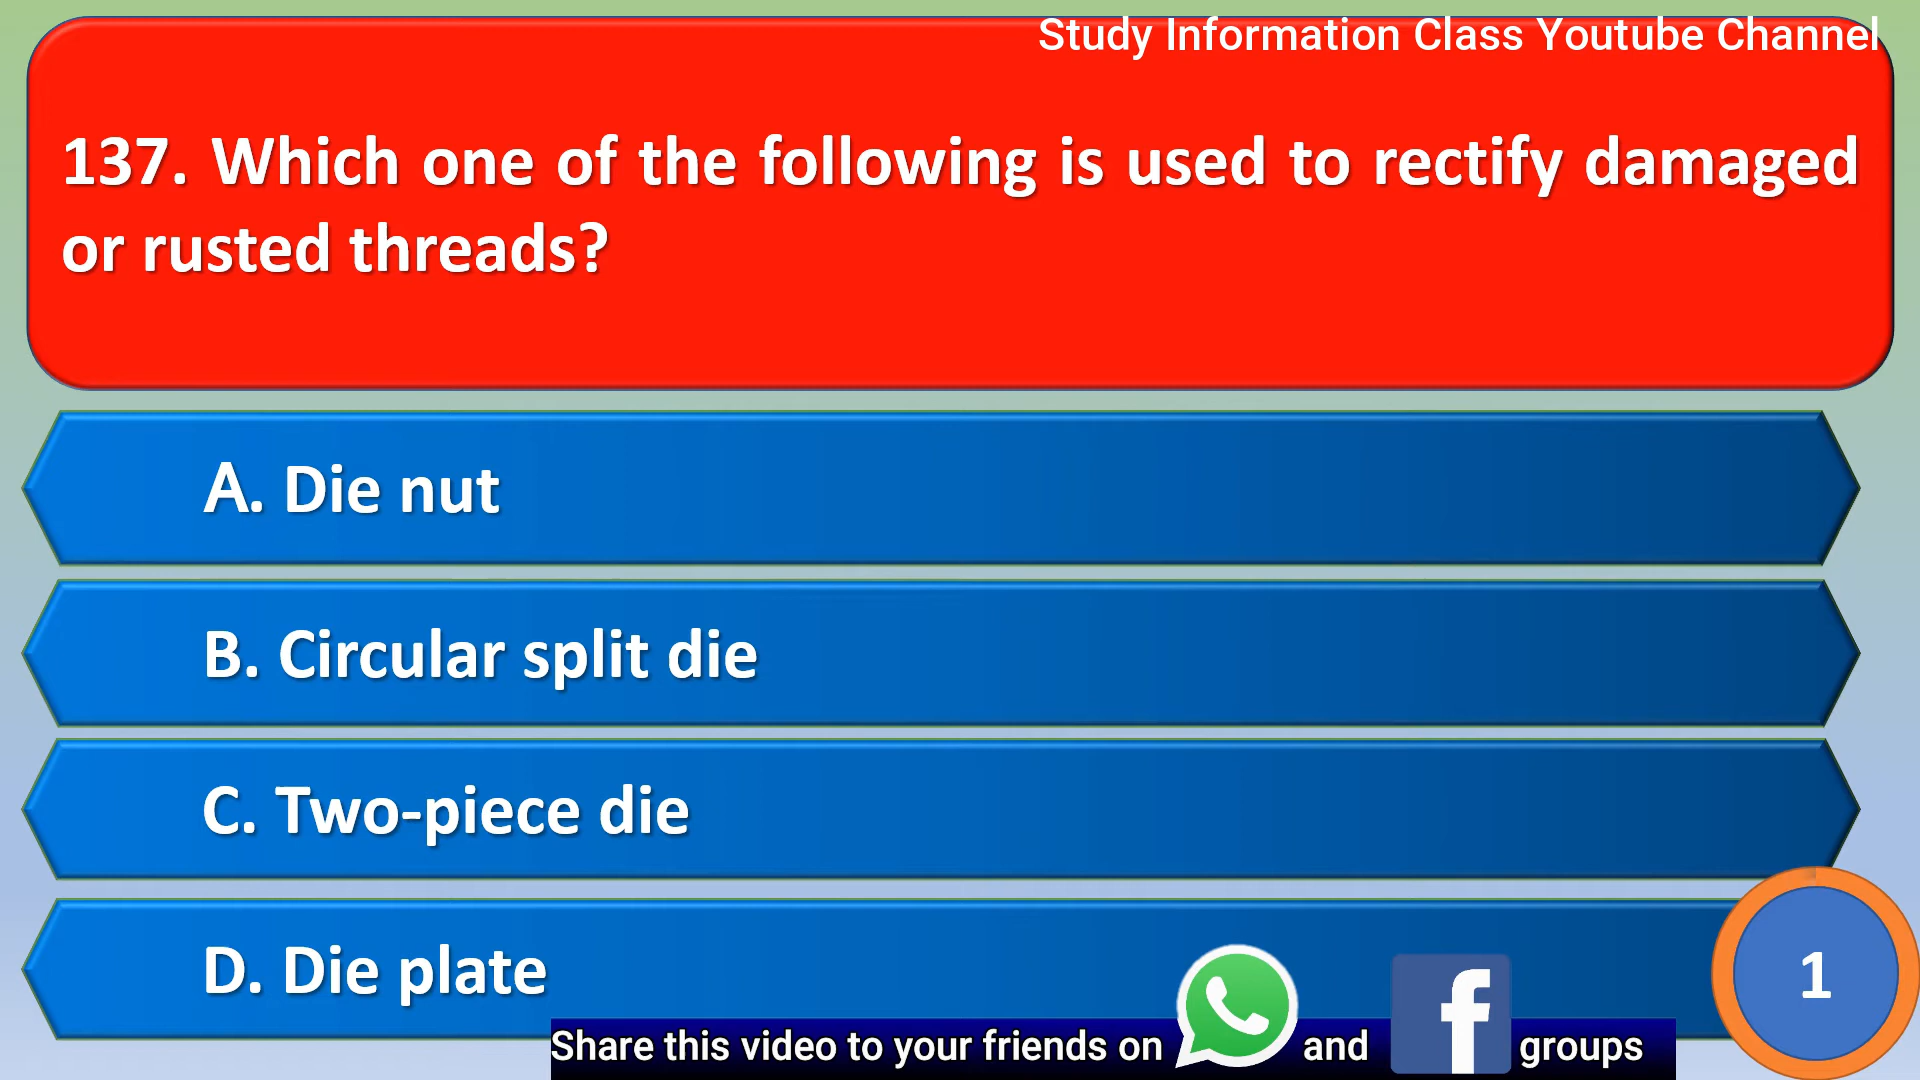 Study Information Class Youtube Channel
137. Which one of the following is used to rectify damaged
or rusted threads?
A. Die nut
B. Circular split die
C. Two-piece die
D. Die plate
1
Share this video to your friends on and f groups